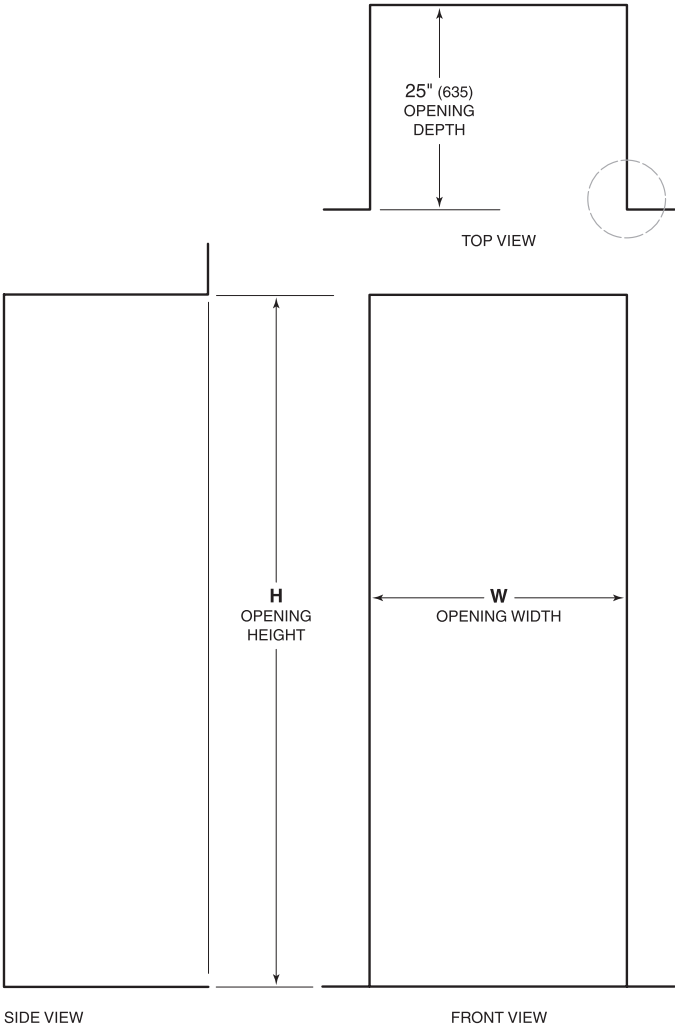 25" (635)
OPENING
DEPTH
TOP VIEW
H
OPENING
HEIGHT
W
OPENING WIDTH
SIDE VIEW
FRONT VIEW